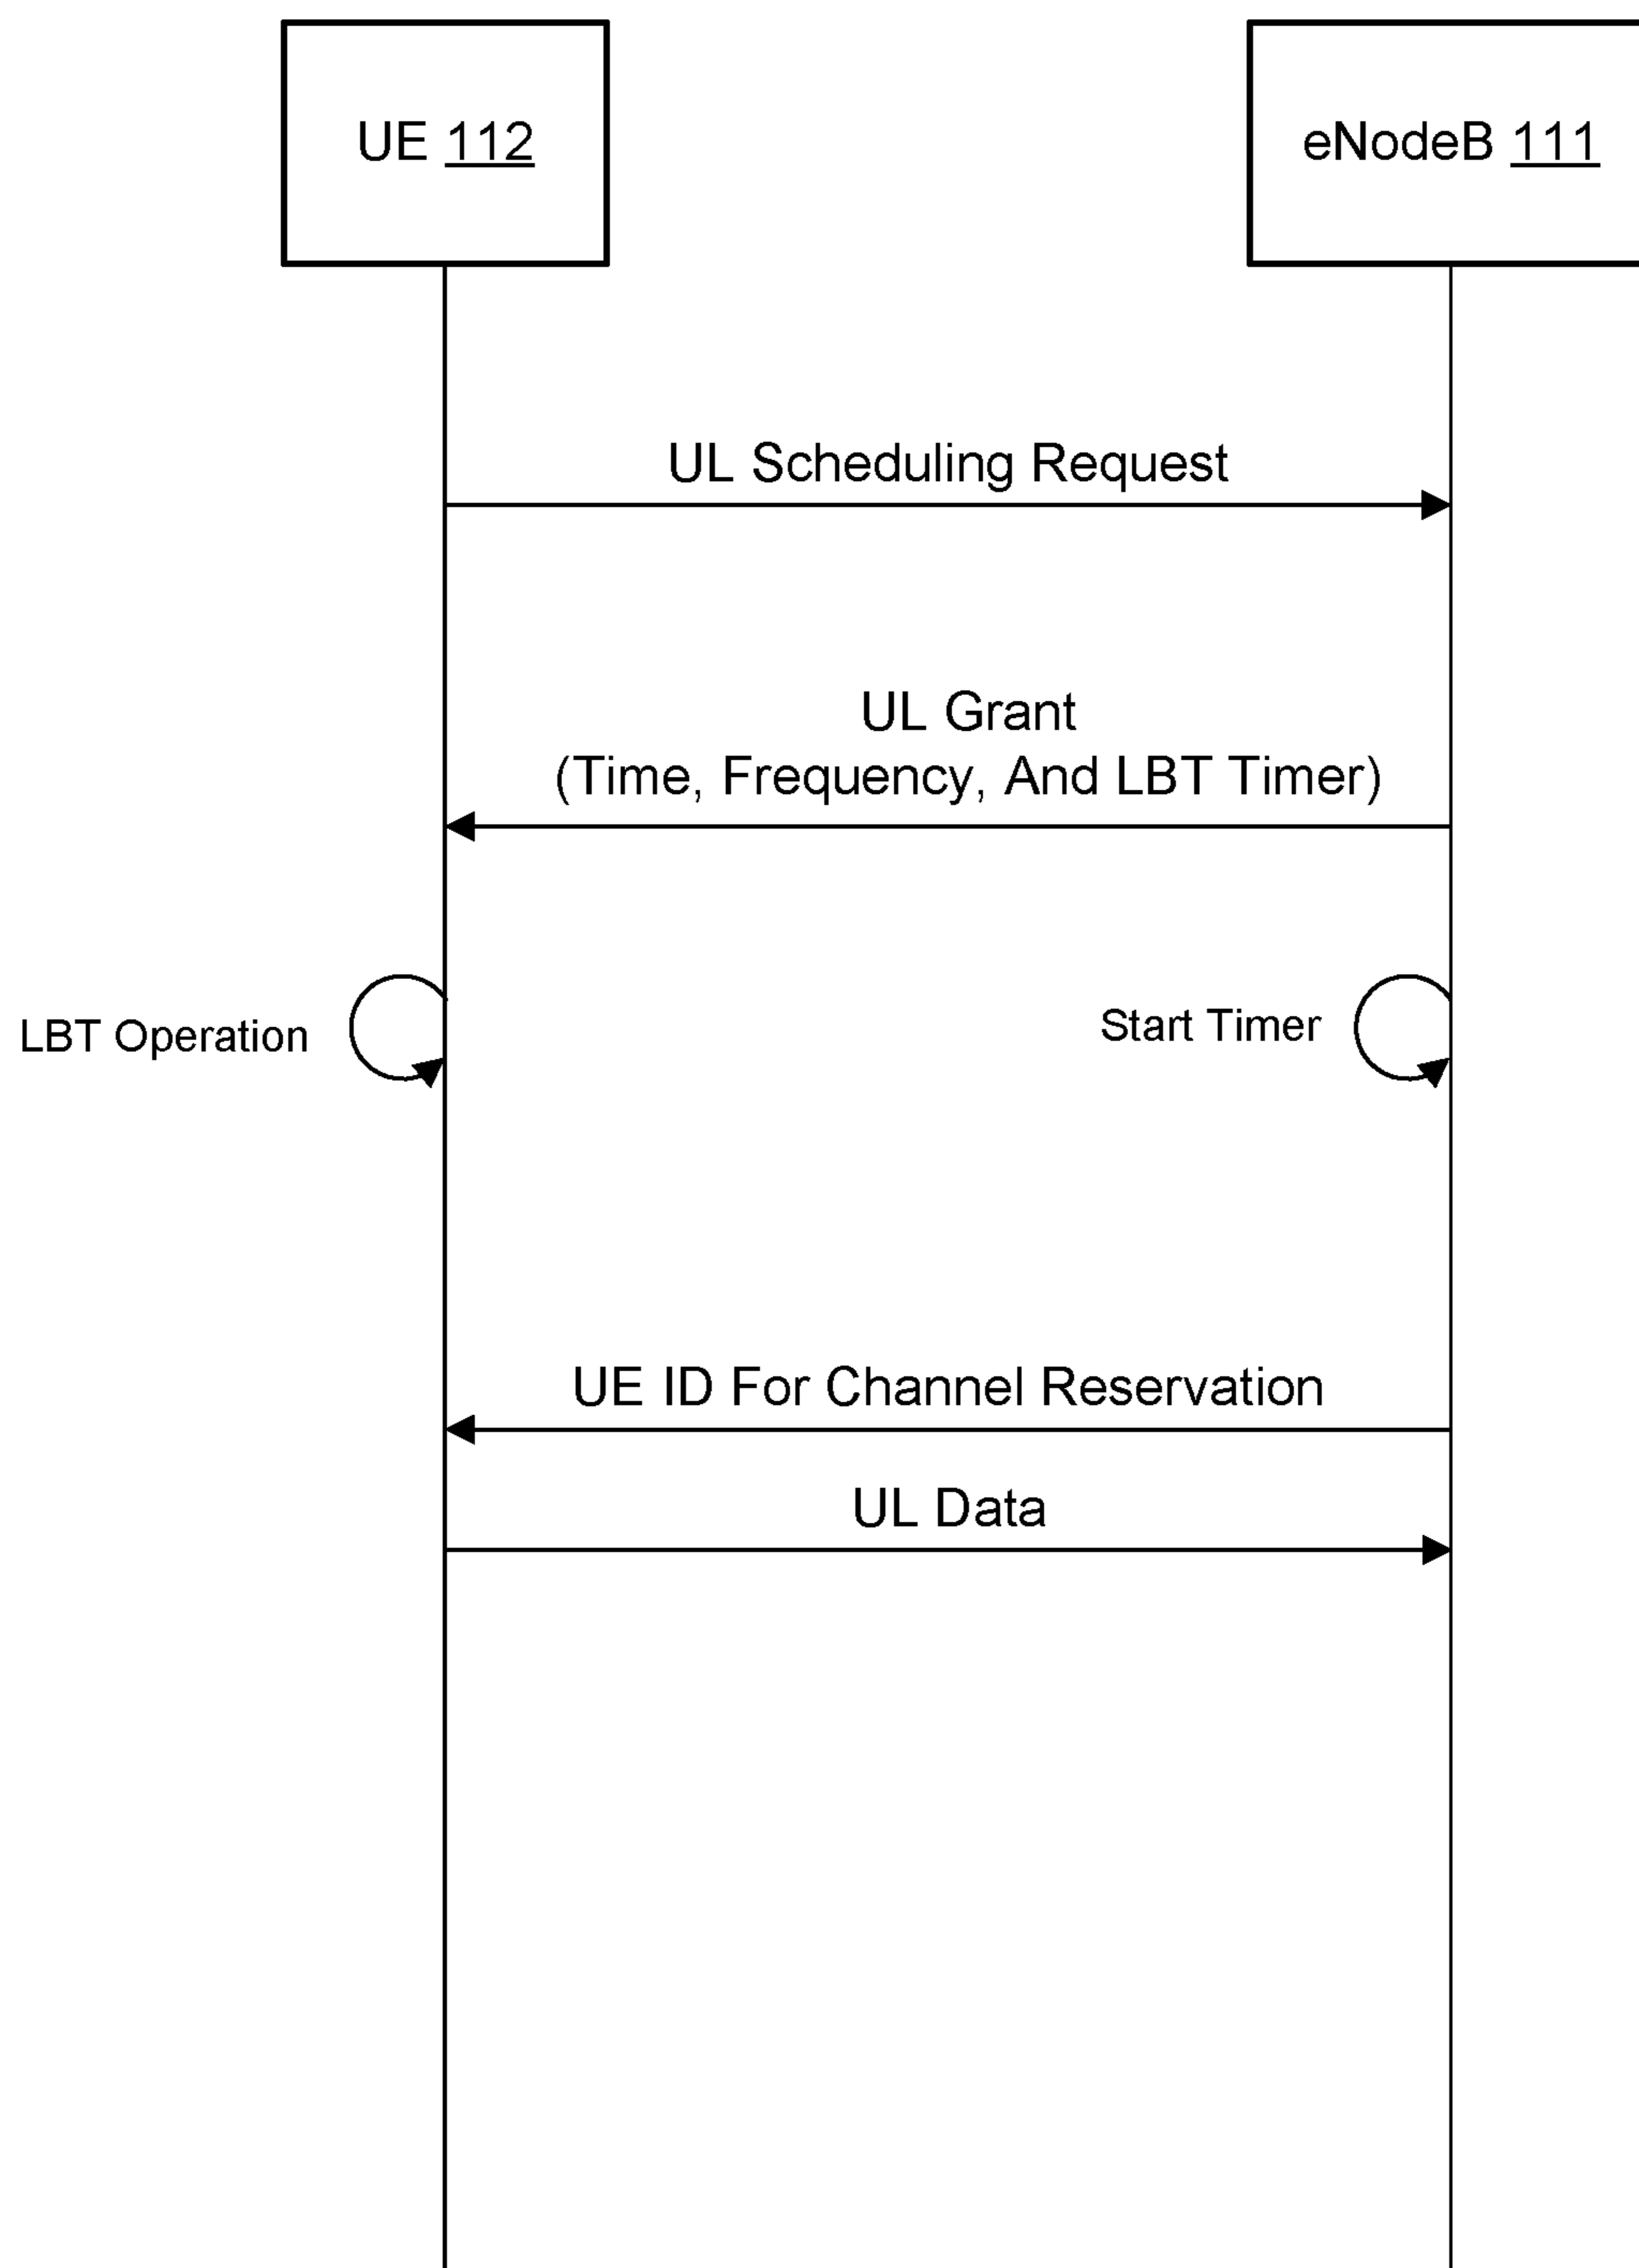 UE 112
eNodeB 111
UL Scheduling Request
UL Grant
(Time, Frequency, And LBT Timer)
LBT Operation
Start Timer
UE ID For Channel Reservation
UL Data